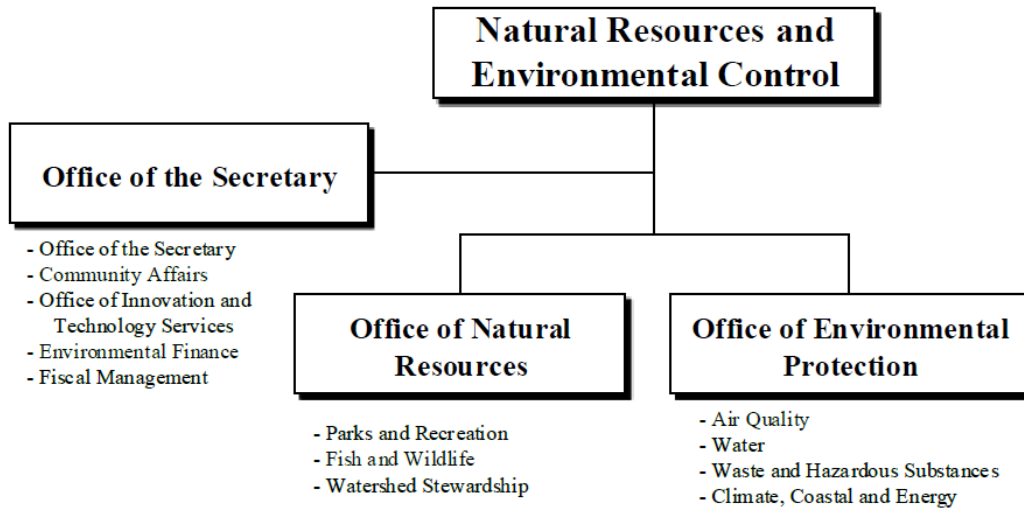 Natural Resources and
Environmental Control
Office of the Secretary
- Office of the Secretary
- Community Affairs
- Office of Innovation and
Technology Services
- Environmental Finance
- Fiscal Management
Office of Natural
Resources
- Parks and Recreation
- Fish and Wildlife
- Watershed Stewardship
Office of Environmental
Protection
- Air Quality
- Water
- Waste and Hazardous Substances
- Climate, Coastal and Energy